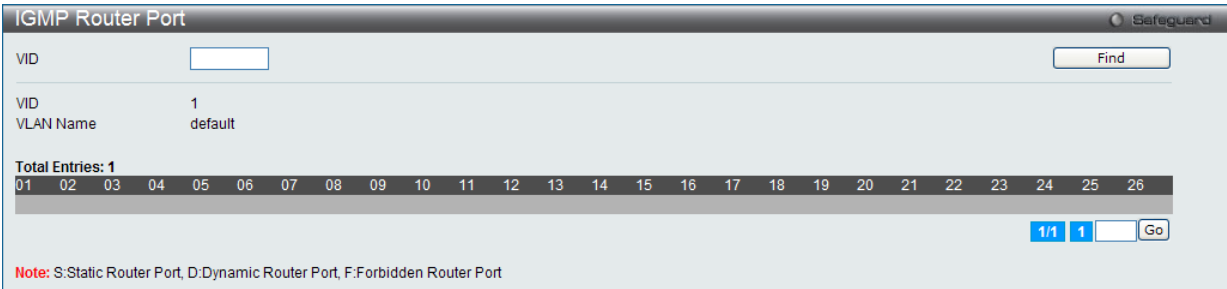 IGMP Router Port
Safeguard
VID
Find
VID 1
VLAN Name default
Total Entries: 1
01 02 03 04 05 06 07 08 09 10 11 12 13 14 15 16 17 18 19 20 21 22 23 24 25 26
1/1 1 Go
Note: S:Static Router Port, D:Dynamic Router Port, F:Forbidden Router Port